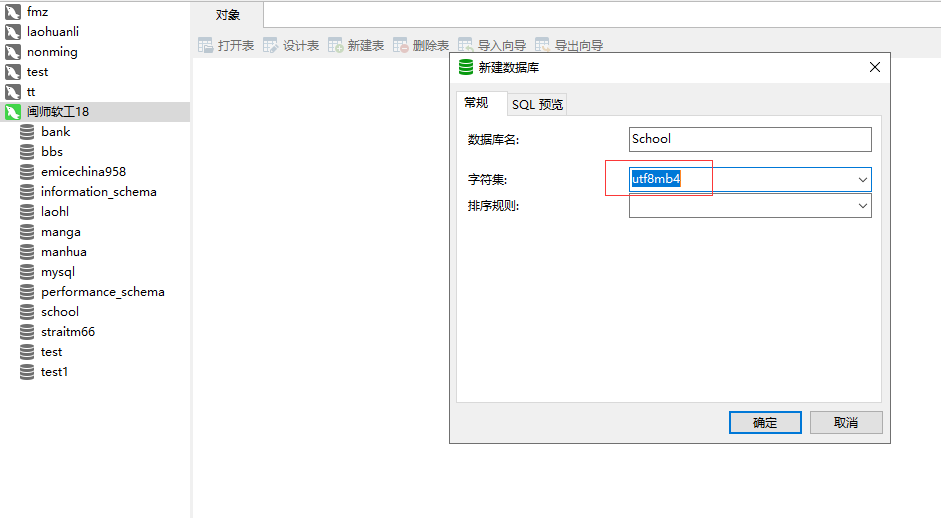 fmz
laohuanli
nonming
test
tt
闽师软工18
bank
bbs
emicechina958
information_schema
laohl
manga
manhua
mysql
performance_schema
school
straitm66
test
test1
对象
打开表 设计表 新建表 删除表 导入向导 导出向导
新建数据库
常规 SQL 预览
数据库名: School
字符集: utf8mb4
排序规则:
确定 取消